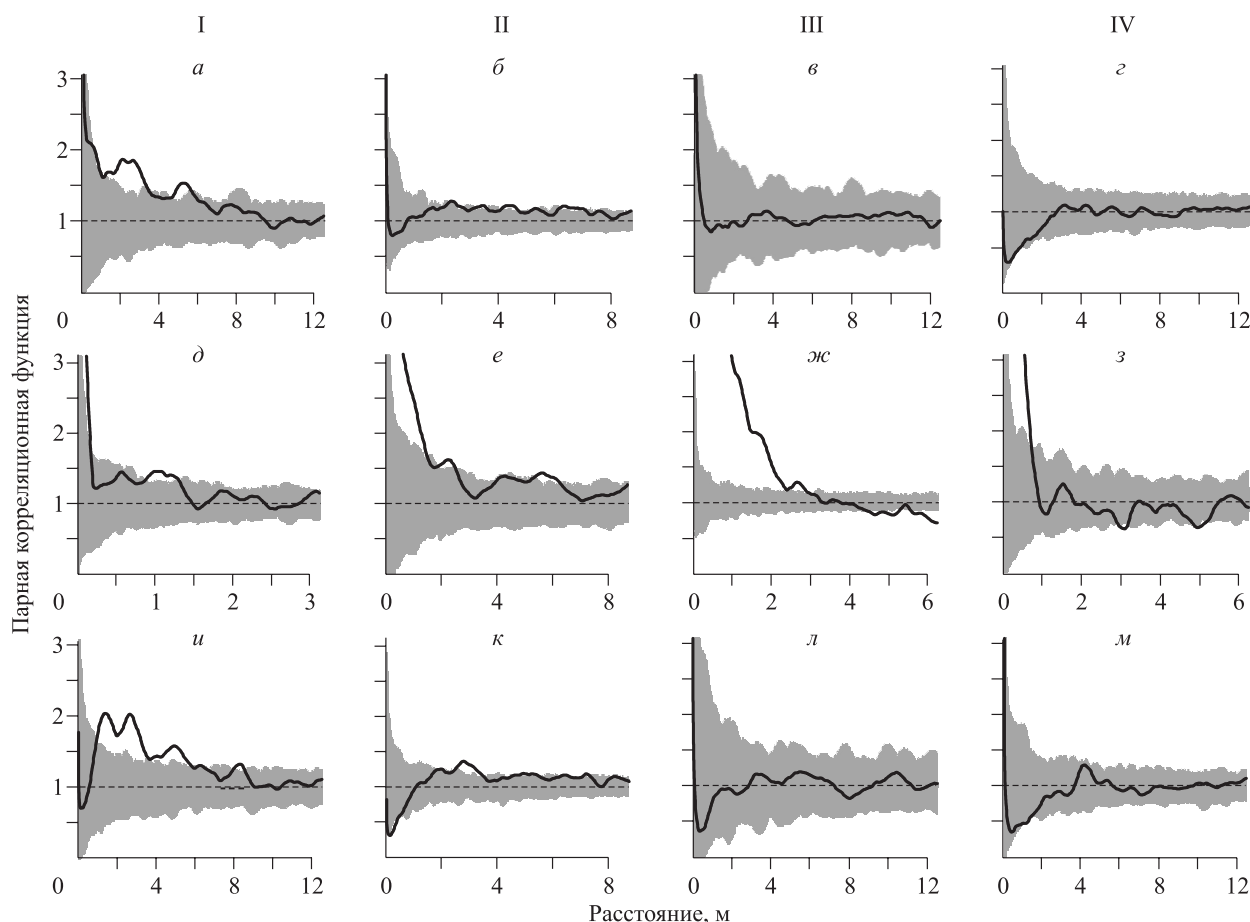 I II III IV
а б в г
3
2
1
0 4 8 12 0 4 8 0 4 8 12 0 4 8 12
д е ж з
3
2
1
0 1 2 3 0 4 8 0 2 4 6 0 2 4 6
и к л м
3
2
1
0 4 8 12 0 4 8 0 4 8 12 0 4 8 12
Парная корреляционная функция
Расстояние, м